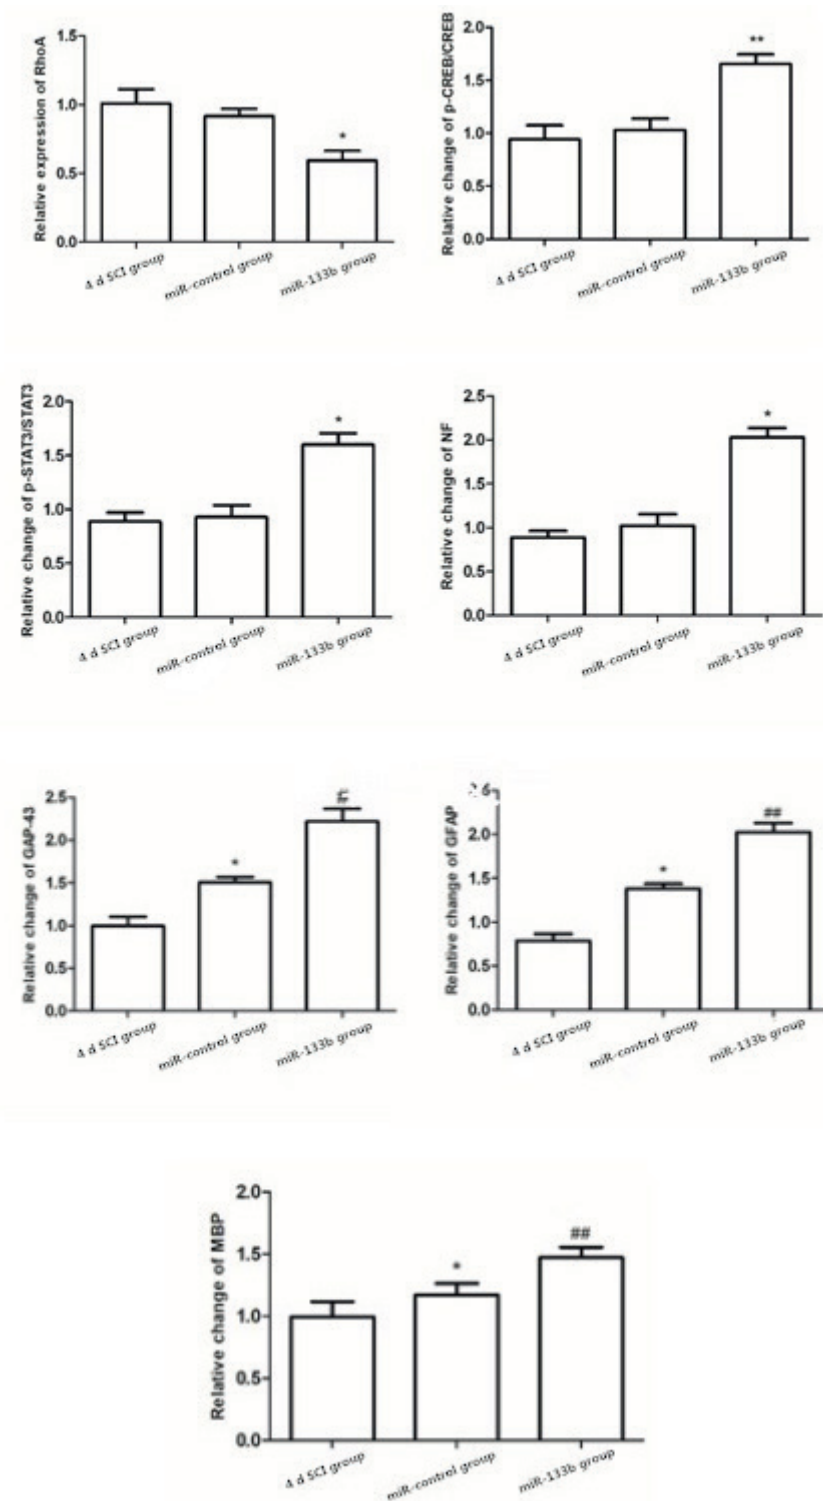 Relative expression of RhoA
1.5
1.0
0.5
0.0
*
4 d SCI group
miR-control group
miR-133b group
Relative change of p-CREB/CREB
2.0
1.5
1.0
0.5
0.0
**
4 d SCI group
miR-control group
miR-133b group
Relative change of p-STAT3/STAT3
2.0
1.5
1.0
0.5
0.0
*
4 d SCI group
miR-control group
miR-133b group
Relative change of NF
2.5
2.0
1.5
1.0
0.5
0.0
*
4 d SCI group
miR-control group
miR-133b group
Relative change of GAP-43
2.5
2.0
1.5
1.0
0.5
0.0
*
4 d SCI group
miR-control group
miR-133b group
Relative change of GFAP
2.0
1.5
1.0
0.5
0.0
*
##
4 d SCI group
miR-control group
miR-133b group
Relative change of MBP
2.0
1.5
1.0
0.5
0.0
*
##
4 d SCI group
miR-control group
miR-133b group